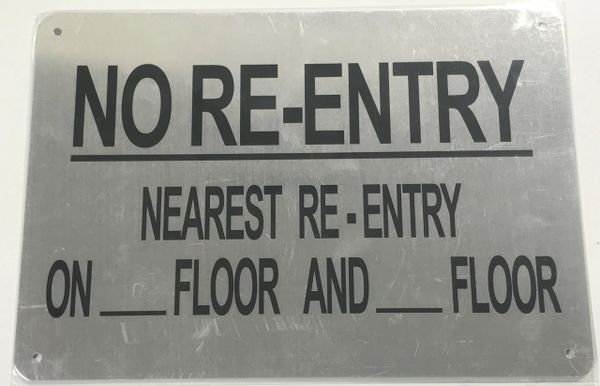 NO RE-ENTRY
NEAREST RE-ENTRY
ON ___ FLOOR AND ___ FLOOR